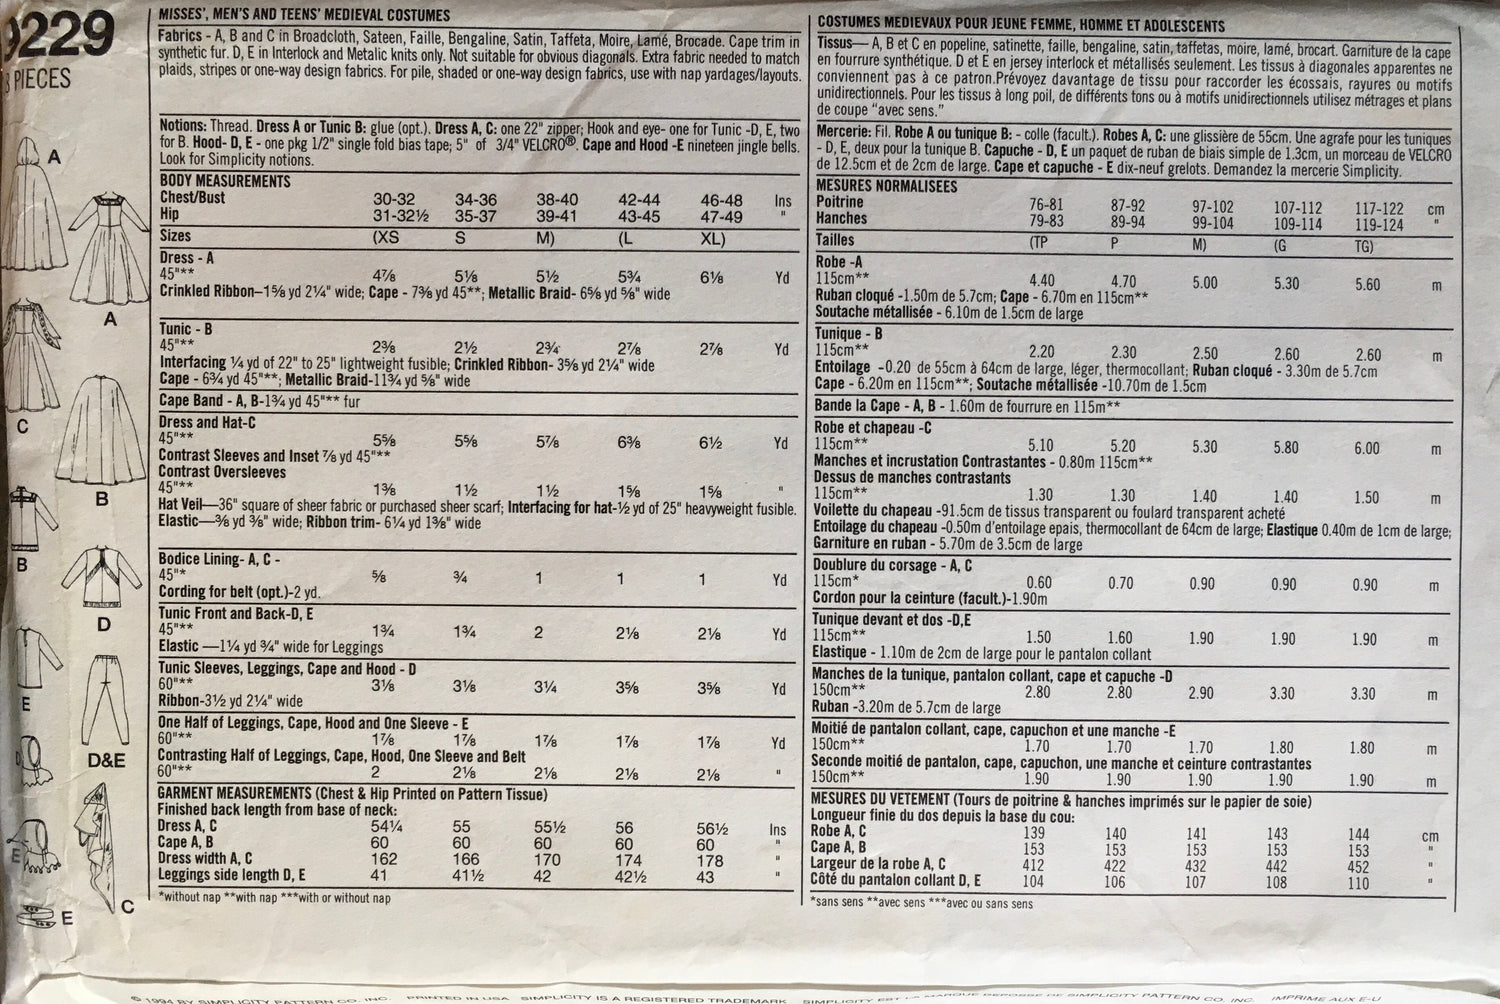 9229
PIECES
A
A
C
B
B
D
E
D
D&E
E
E
C
MISSES', MEN'S AND TEENS' MEDIEVAL COSTUMES
Fabrics - A, B and C in Broadcloth, Sateen, Faille, Bengaline, Satin, Taffeta, Moire, Lamé, Brocade. Cape trim in
synthetic fur. D, E in Interlock and Metalic knits only. Not suitable for obvious diagonals. Extra fabric needed to match
plaids, stripes or one-way design fabrics. For pile, shaded or one-way design fabrics, use with nap yardages/layouts.
Notions: Thread. Dress A or Tunic B: glue (opt.). Dress A, C: one 22" zipper; Hook and eye- one for Tunic -D, E, two
for B. Hood- D, E - one pkg 1/2" single fold bias tape; 5" of 3/4" VELCRO®. Cape and Hood -E nineteen jingle bells.
Look for Simplicity notions.
BODY MEASUREMENTS
Chest/Bust 30-32 34-36 38-40 42-44 46-48 Ins
Hip 31-32½ 35-37 39-41 43-45 47-49 "
Sizes (XS S M) (L XL)
Dress - A
45"** 4⅞ 5⅛ 5½ 5¾ 6⅛ Yd
Crinkled Ribbon–1⅝ yd 2¼" wide; Cape - 7⅜ yd 45**; Metallic Braid- 6⅝ yd ⅝" wide
Tunic - B
45"** 2⅜ 2½ 2¾ 2⅞ 2⅞ Yd
Interfacing ¼ yd of 22" to 25" lightweight fusible; Crinkled Ribbon- 3⅝ yd 2¼" wide
Cape - 6¾ yd 45"**; Metallic Braid-11¾ yd ⅝" wide
Cape Band - A, B-1¾ yd 45"** fur
Dress and Hat-C
45"** 5⅝ 5⅝ 5⅞ 6⅜ 6½ Yd
Contrast Sleeves and Inset ⅞ yd 45"**
Contrast Oversleeves
45"** 1⅜ 1½ 1½ 1⅝ 1⅝ "
Hat Veil—36" square of sheer fabric or purchased sheer scarf; Interfacing for hat-½ yd of 25" heavyweight fusible.
Elastic—⅜ yd ⅜" wide; Ribbon trim- 6¼ yd 1⅜" wide
Bodice Lining- A, C -
45"* ⅝ ¾ 1 1 1 Yd
Cording for belt (opt.)-2 yd.
Tunic Front and Back-D, E
45"** 1¾ 1¾ 2 2⅛ 2⅛ Yd
Elastic —1¼ yd ¾" wide for Leggings
Tunic Sleeves, Leggings, Cape and Hood - D
60"** 3⅛ 3⅛ 3¼ 3⅝ 3⅝ Yd
Ribbon-3½ yd 2¼" wide
One Half of Leggings, Cape, Hood and One Sleeve - E
60"** 1⅞ 1⅞ 1⅞ 1⅞ 1⅞ Yd
Contrasting Half of Leggings, Cape, Hood, One Sleeve and Belt
60"** 2 2⅛ 2⅛ 2⅛ 2⅛ "
GARMENT MEASUREMENTS (Chest & Hip Printed on Pattern Tissue)
Finished back length from base of neck:
Dress A, C 54¼ 55 55½ 56 56½ Ins
Cape A, B 60 60 60 60 60 "
Dress width A, C 162 166 170 174 178 "
Leggings side length D, E 41 41½ 42 42½ 43 "
*without nap **with nap ***with or without nap
COSTUMES MEDIEVAUX POUR JEUNE FEMME, HOMME ET ADOLESCENTS
Tissus— A, B et C en popeline, satinette, faille, bengaline, satin, taffetas, moire, lamé, brocart. Garniture de la cape
en fourrure synthétique. D et E en jersey interlock et métallisés seulement. Les tissus à diagonales apparentes ne
conviennent pas à ce patron.Prévoyez davantage de tissu pour raccorder les écossais, rayures ou motifs
unidirectionnels. Pour les tissus à long poil, de différents tons ou à motifs unidirectionnels utilisez métrages et plans
de coupe "avec sens."
Mercerie: Fil. Robe A ou tunique B: - colle (facult.). Robes A, C: une glissière de 55cm. Une agrafe pour les tuniques
- D, E, deux pour la tunique B. Capuche - D, E un paquet de ruban de biais simple de 1.3cm, un morceau de VELCRO
de 12.5cm et de 2cm de large. Cape et capuche - E dix-neuf grelots. Demandez la mercerie Simplicity.
MESURES NORMALISEES
Poitrine 76-81 87-92 97-102 107-112 117-122 cm
Hanches 79-83 89-94 99-104 109-114 119-124 "
Tailles (TP P M) (G TG)
Robe -A
115cm** 4.40 4.70 5.00 5.30 5.60 m
Ruban cloqué -1.50m de 5.7cm; Cape - 6.70m en 115cm**
Soutache métallisée - 6.10m de 1.5cm de large
Tunique - B
115cm** 2.20 2.30 2.50 2.60 2.60 m
Entoilage -0.20 de 55cm à 64cm de large, léger, thermocollant; Ruban cloqué - 3.30m de 5.7cm
Cape - 6.20m en 115cm**; Soutache métallisée -10.70m de 1.5cm
Bande la Cape - A, B - 1.60m de fourrure en 115m**
Robe et chapeau -C
115cm** 5.10 5.20 5.30 5.80 6.00 m
Manches et incrustation Contrastantes - 0.80m 115cm**
Dessus de manches contrastants
115cm** 1.30 1.30 1.40 1.40 1.50 m
Voilette du chapeau -91.5cm de tissus transparent ou foulard transparent acheté
Entoilage du chapeau -0.50m d'entoilage epais, thermocollant de 64cm de large; Elastique 0.40m de 1cm de large;
Garniture en ruban - 5.70m de 3.5cm de large
Doublure du corsage - A, C
115cm* 0.60 0.70 0.90 0.90 0.90 m
Cordon pour la ceinture (facult.)-1.90m
Tunique devant et dos -D,E
115cm** 1.50 1.60 1.90 1.90 1.90 m
Elastique - 1.10m de 2cm de large pour le pantalon collant
Manches de la tunique, pantalon collant, cape et capuche -D
150cm** 2.80 2.80 2.90 3.30 3.30 m
Ruban -3.20m de 5.7cm de large
Moitié de pantalon collant, cape, capuchon et une manche -E
150cm** 1.70 1.70 1.70 1.80 1.80 m
Seconde moitié de pantalon, cape, capuchon, une manche et ceinture contrastantes
150cm** 1.90 1.90 1.90 1.90 1.90 m
MESURES DU VETEMENT (Tours de poitrine & hanches imprimés sur le papier de soie)
Longueur finie du dos depuis la base du cou:
Robe A, C 139 140 141 143 144 cm
Cape A, B 153 153 153 153 153 "
Largeur de la robe A, C 412 422 432 442 452 "
Côté du pantalon collant D, E 104 106 107 108 110 "
*sans sens **avec sens ***avec ou sans sens
© 1994 BY SIMPLICITY PATTERN CO. INC. PRINTED IN USA SIMPLICITY IS A REGISTERED TRADEMARK SIMPLICITY EST LA MARQUE DEPOSEE DE SIMPLICITY PATTERN CO. INC. IMPRIME AUX E-U